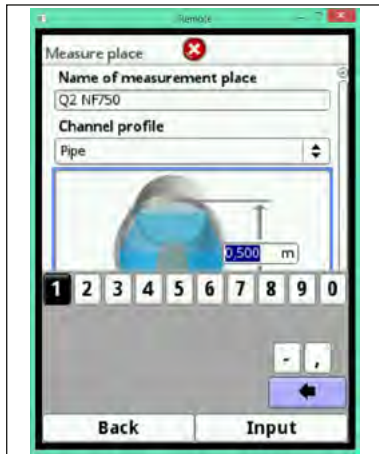 Remote
Measure place
Name of measurement place
Q2 NF750
Channel profile
Pipe
0,500 m
1 2 3 4 5 6 7 8 9 0
- ,
Back Input